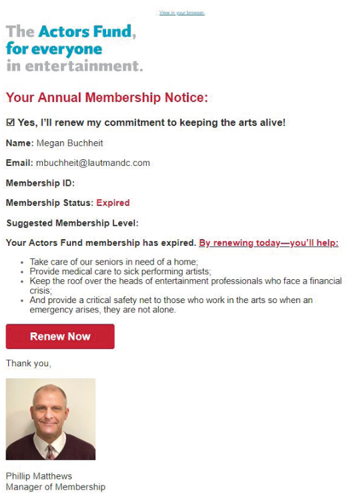 View in your browser.
The Actors Fund,
for everyone
in entertainment.
Your Annual Membership Notice:
☑ Yes, I'll renew my commitment to keeping the arts alive!
Name: Megan Buchheit
Email: mbuchheit@lautmandc.com
Membership ID:
Membership Status: Expired
Suggested Membership Level:
Your Actors Fund membership has expired. By renewing today—you'll help:
• Take care of our seniors in need of a home;
• Provide medical care to sick performing artists;
• Keep the roof over the heads of entertainment professionals who face a financial
crisis;
• And provide a critical safety net to those who work in the arts so when an
emergency arises, they are not alone.
Renew Now
Thank you,
Phillip Matthews
Manager of Membership